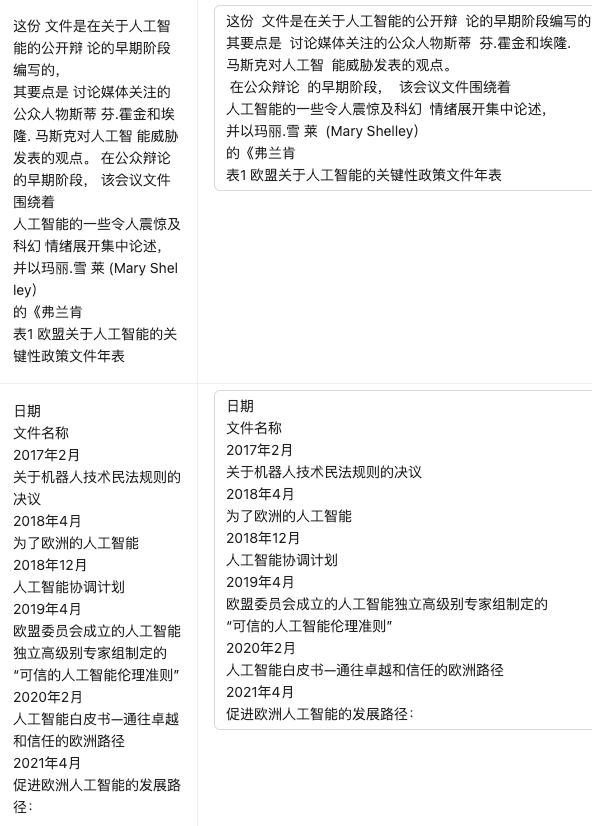 这份 文件是在关于人工智
能的公开辩 论的早期阶段
编写的，
其要点是 讨论媒体关注的
公众人物斯蒂 芬.霍金和埃
隆. 马斯克对人工智 能威胁
发表的观点。 在公众辩论
的早期阶段， 该会议文件
围绕着
人工智能的一些令人震惊及
科幻 情绪展开集中论述，
并以玛丽.雪 莱 (Mary Shel
ley）
的《弗兰肯
表1 欧盟关于人工智能的关
键性政策文件年表
这份  文件是在关于人工智能的公开辩  论的早期阶段编写的
其要点是  讨论媒体关注的公众人物斯蒂  芬.霍金和埃隆.
马斯克对人工智  能威胁发表的观点。
在公众辩论  的早期阶段，  该会议文件围绕着
人工智能的一些令人震惊及科幻  情绪展开集中论述，
并以玛丽.雪 莱  (Mary Shelley）
的《弗兰肯
表1 欧盟关于人工智能的关键性政策文件年表
日期
文件名称
2017年2月
关于机器人技术民法规则的
决议
2018年4月
为了欧洲的人工智能
2018年12月
人工智能协调计划
2019年4月
欧盟委员会成立的人工智能
独立高级别专家组制定的
“可信的人工智能伦理准则”
2020年2月
人工智能白皮书—通往卓越
和信任的欧洲路径
2021年4月
促进欧洲人工智能的发展路
径：
日期
文件名称
2017年2月
关于机器人技术民法规则的决议
2018年4月
为了欧洲的人工智能
2018年12月
人工智能协调计划
2019年4月
欧盟委员会成立的人工智能独立高级别专家组制定的
“可信的人工智能伦理准则”
2020年2月
人工智能白皮书—通往卓越和信任的欧洲路径
2021年4月
促进欧洲人工智能的发展路径：